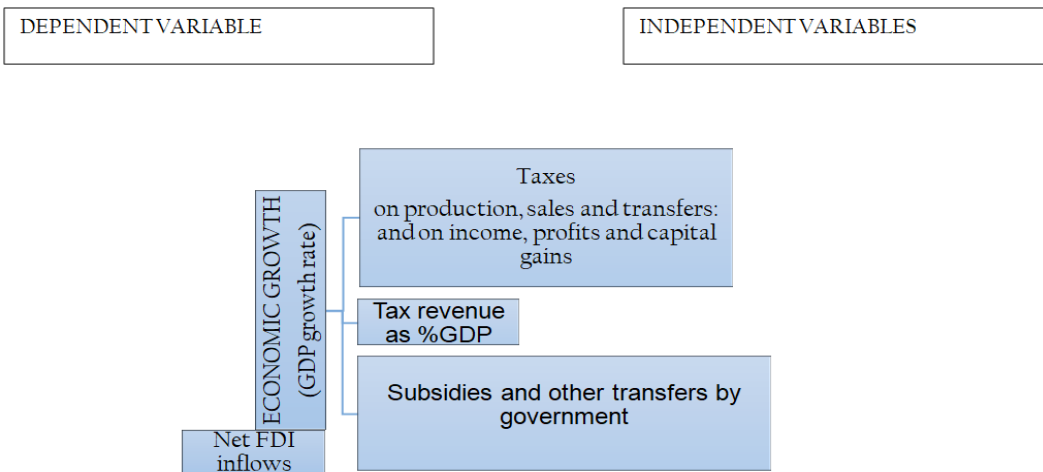 DEPENDENT VARIABLE
INDEPENDENT VARIABLES
Taxes
on production, sales and transfers:
and on income, profits and capital
gains
ECONOMIC GROWTH
(GDP growth rate)
Tax revenue
as %GDP
Subsidies and other transfers by
government
Net FDI
inflows